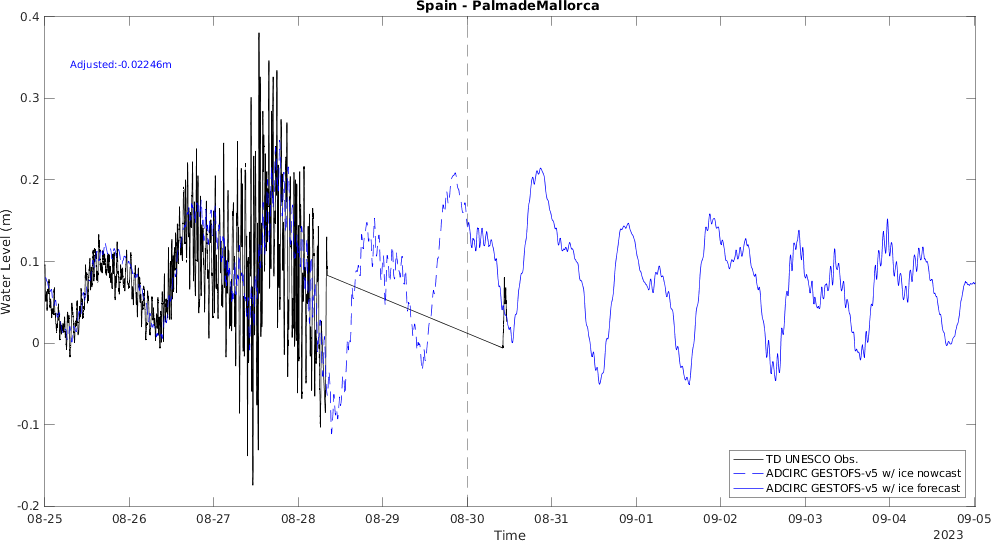 Spain - PalmadeMallorca
Adjusted:-0.02246m
Water Level (m)
0.4
0.3
0.2
0.1
0
-0.1
-0.2
08-25 08-26 08-27 08-28 08-29 08-30 08-31 09-01 09-02 09-03 09-04 09-05
Time
2023
TD UNESCO Obs.
ADCIRC GESTOFS-v5 w/ ice nowcast
ADCIRC GESTOFS-v5 w/ ice forecast